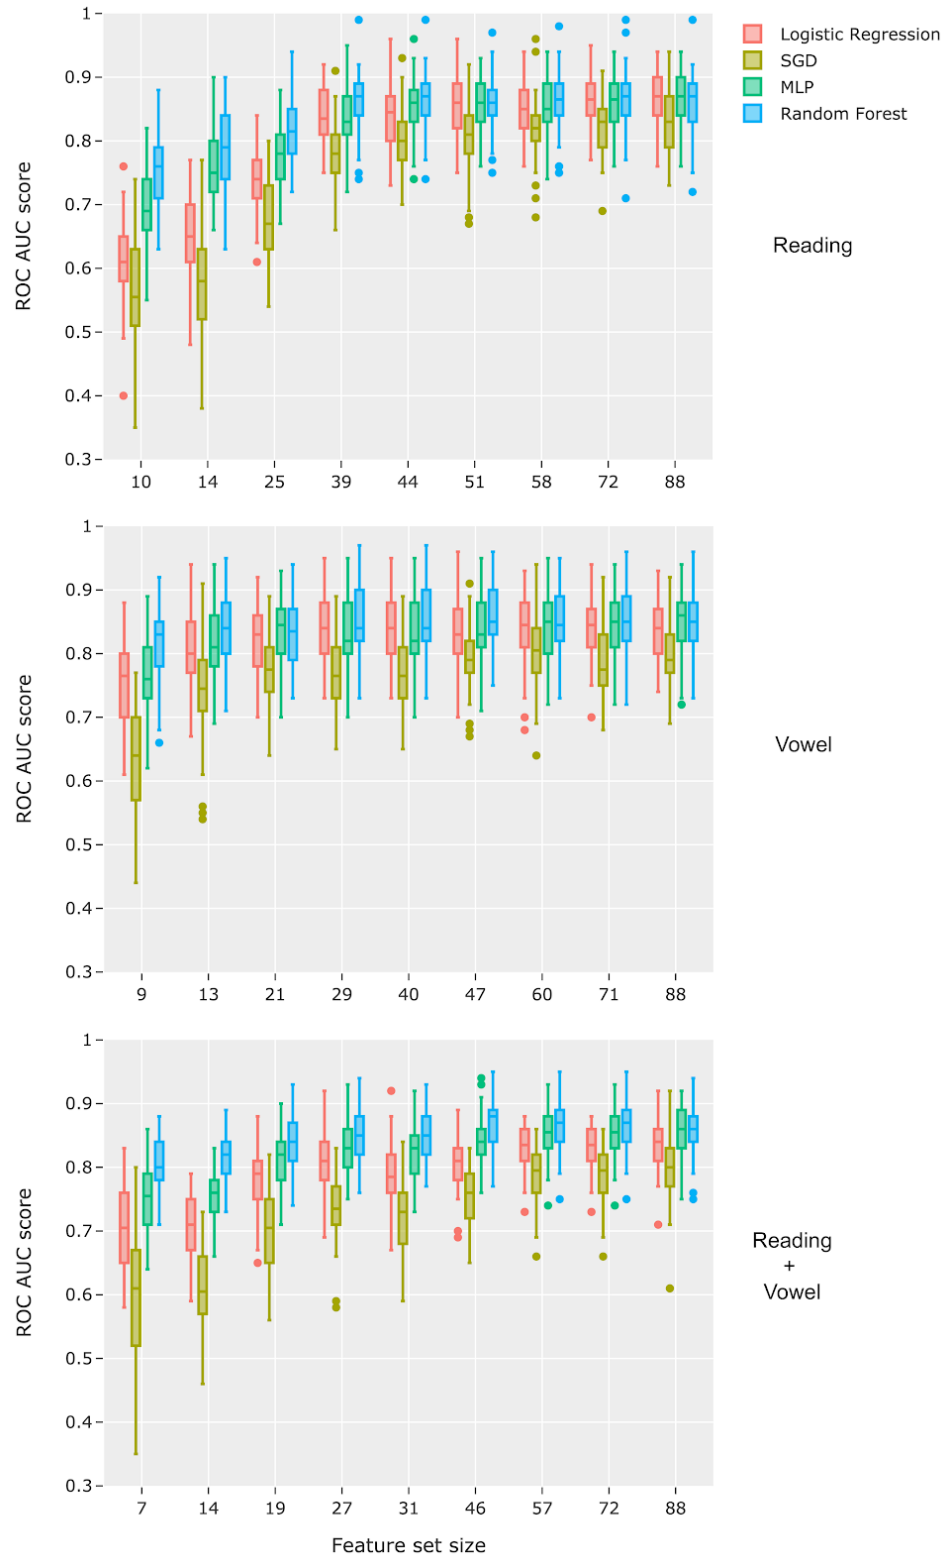 1
0.9
0.8
0.7
0.6
0.5
0.4
0.3
ROC AUC score
10 14 25 39 44 51 58 72 88
Logistic Regression
SGD
MLP
Random Forest
Reading
1
0.9
0.8
0.7
0.6
0.5
0.4
0.3
ROC AUC score
9 13 21 29 40 47 60 71 88
Vowel
1
0.9
0.8
0.7
0.6
0.5
0.4
0.3
ROC AUC score
7 14 19 27 31 46 57 72 88
Feature set size
Reading
+
Vowel